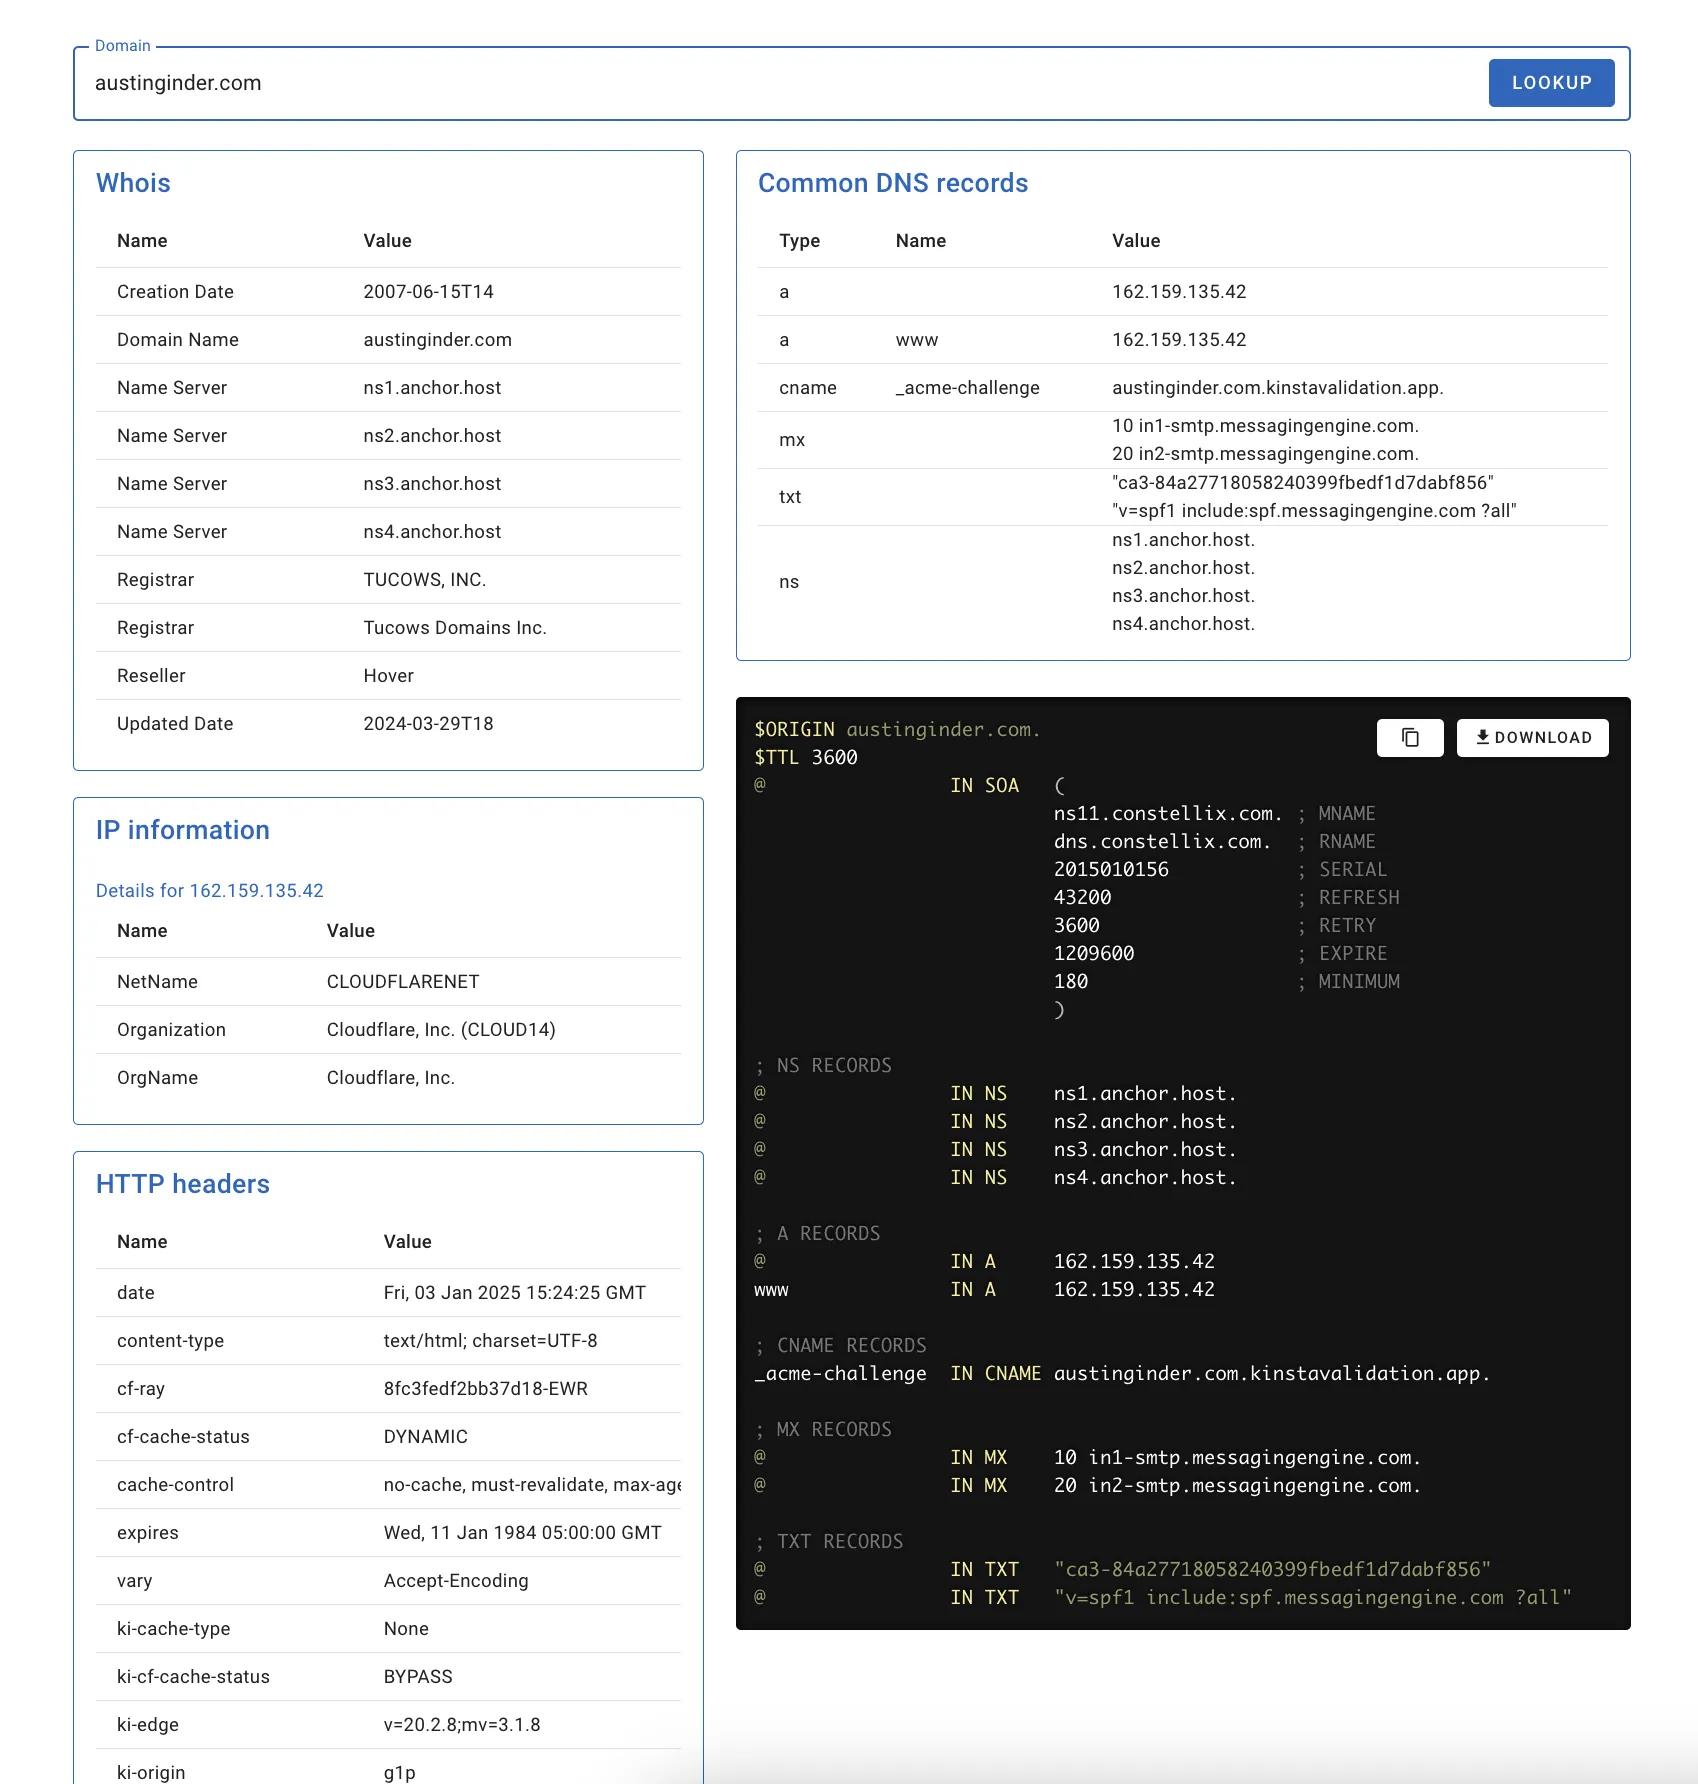 Domain
austinginder.com
LOOKUP
Whois
Name Value
Creation Date 2007-06-15T14
Domain Name austinginder.com
Name Server ns1.anchor.host
Name Server ns2.anchor.host
Name Server ns3.anchor.host
Name Server ns4.anchor.host
Registrar TUCOWS, INC.
Registrar Tucows Domains Inc.
Reseller Hover
Updated Date 2024-03-29T18
IP information
Details for 162.159.135.42
Name Value
NetName CLOUDFLARENET
Organization Cloudflare, Inc. (CLOUD14)
OrgName Cloudflare, Inc.
HTTP headers
Name Value
date Fri, 03 Jan 2025 15:24:25 GMT
content-type text/html; charset=UTF-8
cf-ray 8fc3fedf2bb37d18-EWR
cf-cache-status DYNAMIC
cache-control no-cache, must-revalidate, max-age
expires Wed, 11 Jan 1984 05:00:00 GMT
vary Accept-Encoding
ki-cache-type None
ki-cf-cache-status BYPASS
ki-edge v=20.2.8;mv=3.1.8
ki-origin g1p
Common DNS records
Type Name Value
a 162.159.135.42
a www 162.159.135.42
cname _acme-challenge austinginder.com.kinstavalidation.app.
mx 10 in1-smtp.messagingengine.com.
20 in2-smtp.messagingengine.com.
txt "ca3-84a27718058240399fbedf1d7dabf856"
"v=spf1 include:spf.messagingengine.com ?all"
ns ns1.anchor.host.
ns2.anchor.host.
ns3.anchor.host.
ns4.anchor.host.
DOWNLOAD
$ORIGIN austinginder.com.
$TTL 3600
@ IN SOA (
ns11.constellix.com. ; MNAME
dns.constellix.com. ; RNAME
2015010156 ; SERIAL
43200 ; REFRESH
3600 ; RETRY
1209600 ; EXPIRE
180 ; MINIMUM
)
; NS RECORDS
@ IN NS ns1.anchor.host.
@ IN NS ns2.anchor.host.
@ IN NS ns3.anchor.host.
@ IN NS ns4.anchor.host.
; A RECORDS
@ IN A 162.159.135.42
www IN A 162.159.135.42
; CNAME RECORDS
_acme-challenge IN CNAME austinginder.com.kinstavalidation.app.
; MX RECORDS
@ IN MX 10 in1-smtp.messagingengine.com.
@ IN MX 20 in2-smtp.messagingengine.com.
; TXT RECORDS
@ IN TXT "ca3-84a27718058240399fbedf1d7dabf856"
@ IN TXT "v=spf1 include:spf.messagingengine.com ?all"